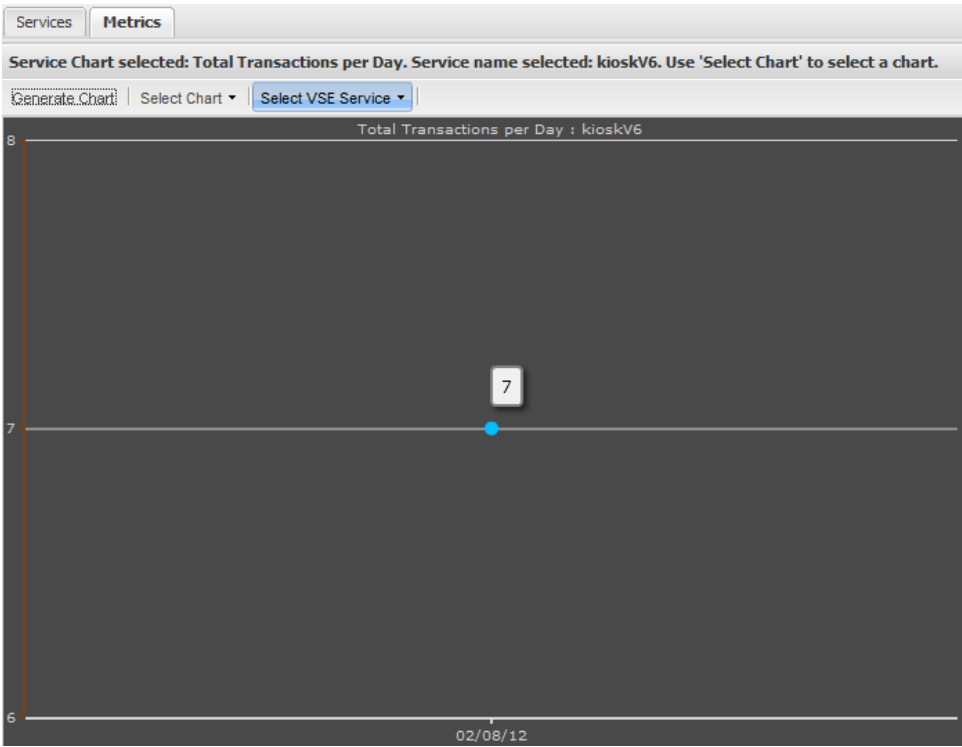 Services Metrics
Service Chart selected: Total Transactions per Day. Service name selected: kioskV6. Use 'Select Chart' to select a chart.
Generate Chart Select Chart Select VSE Service
Total Transactions per Day : kioskV6
8
7
7
6
02/08/12